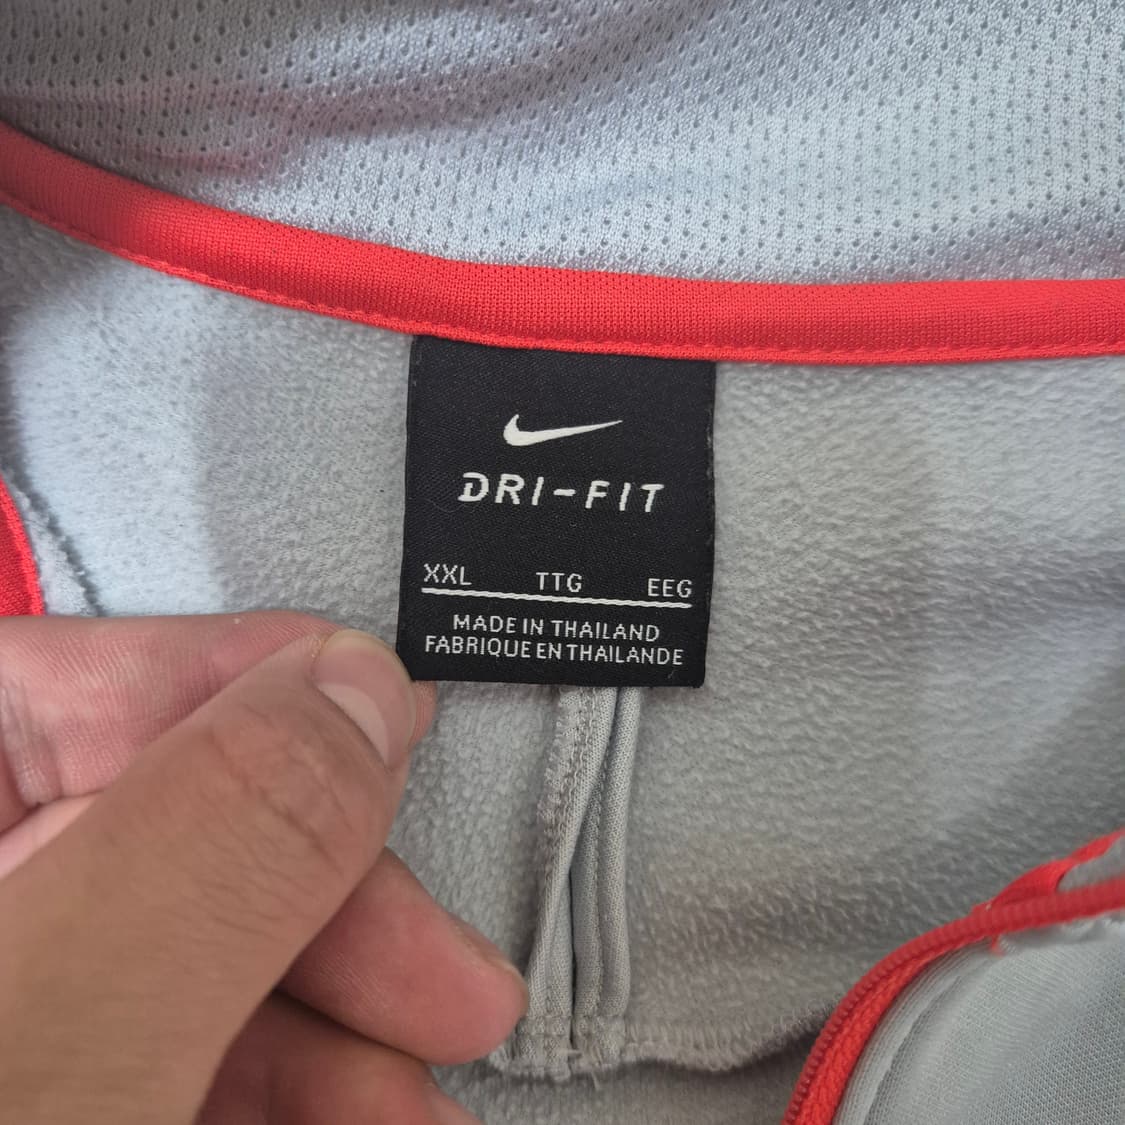 DRI-FIT
XXL TTG EEG
MADE IN THAILAND
FABRIQUE EN THAILANDE